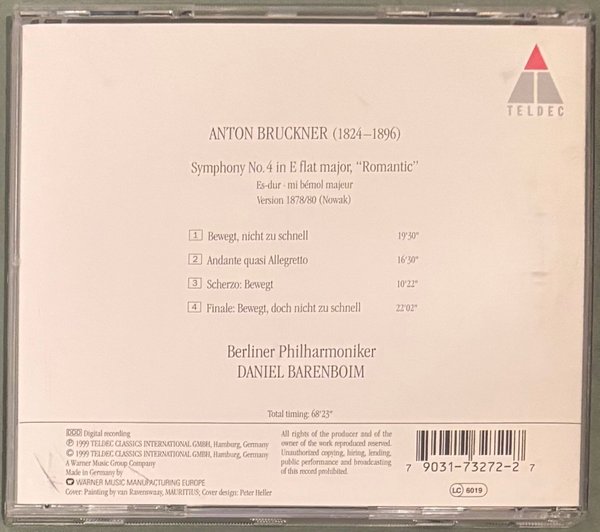 TELDEC
ANTON BRUCKNER (1824–1896)
Symphony No. 4 in E flat major, “Romantic”
Es-dur · mi bémol majeur
Version 1878/80 (Nowak)
1 Bewegt, nicht zu schnell 19'30"
2 Andante quasi Allegretto 16'30"
3 Scherzo: Bewegt 10'22"
4 Finale: Bewegt, doch nicht zu schnell 22'02"
Berliner Philharmoniker
DANIEL BARENBOIM
Total timing: 68'23"
DDD Digital recording
℗ 1999 TELDEC CLASSICS INTERNATIONAL GMBH, Hamburg, Germany
© 1999 TELDEC CLASSICS INTERNATIONAL GMBH, Hamburg, Germany
A Warner Music Group Company
Made in Germany by
WARNER MUSIC MANUFACTURING EUROPE
Cover: Painting by van Ravenswaay, MAURITIUS; Cover design: Peter Heller
All rights of the producer and of the
owner of the work reproduced reserved.
Unauthorized copying, hiring, lending,
public performance and broadcasting
of this record prohibited.
7 9031-73272-2 7
LC 6019